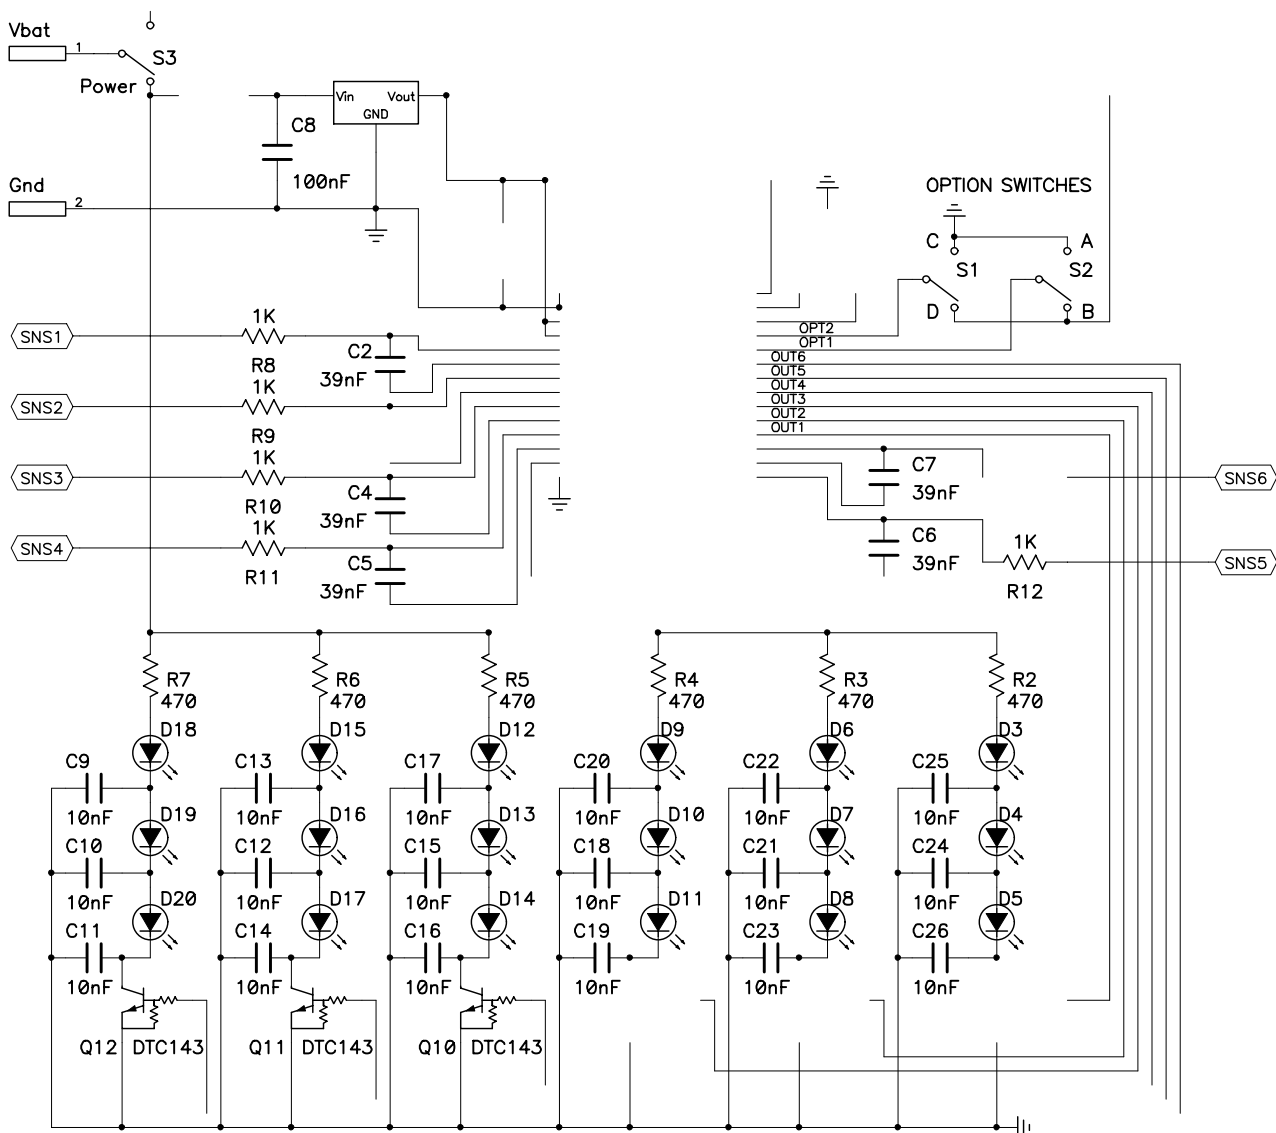 Vbat
1
S3
Power
Vin
Vout
GND
C8
100nF
Gnd
2
OPTION SWITCHES
C
A
S1
S2
D
B
SNS1
1K
R8
C2
39nF
OPT2
OPT1
OUT6
OUT5
OUT4
OUT3
OUT2
OUT1
SNS2
1K
R9
SNS3
1K
R10
C4
39nF
C7
39nF
SNS6
SNS4
1K
R11
C5
39nF
C6
39nF
1K
R12
SNS5
R7
470
R6
470
R5
470
R4
470
R3
470
R2
470
D18
D15
D12
D9
D6
D3
C9
10nF
C13
10nF
C17
10nF
C20
10nF
C22
10nF
C25
10nF
D19
D16
D13
D10
D7
D4
C10
10nF
C12
10nF
C15
10nF
C18
10nF
C21
10nF
C24
10nF
D20
D17
D14
D11
D8
D5
C11
10nF
C14
10nF
C16
10nF
C19
10nF
C23
10nF
C26
10nF
Q12 DTC143
Q11 DTC143
Q10 DTC143